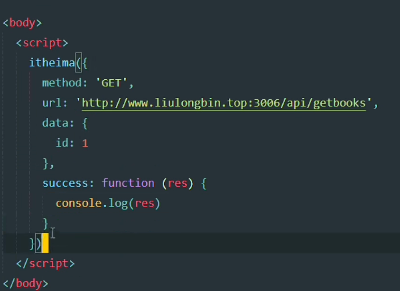 <body>
<script>
itheima({
method: 'GET',
url: 'http://www.liulongbin.top:3006/api/getbooks',
data: {
id: 1
},
success: function (res) {
console.log(res)
}
})
</script>
</body>